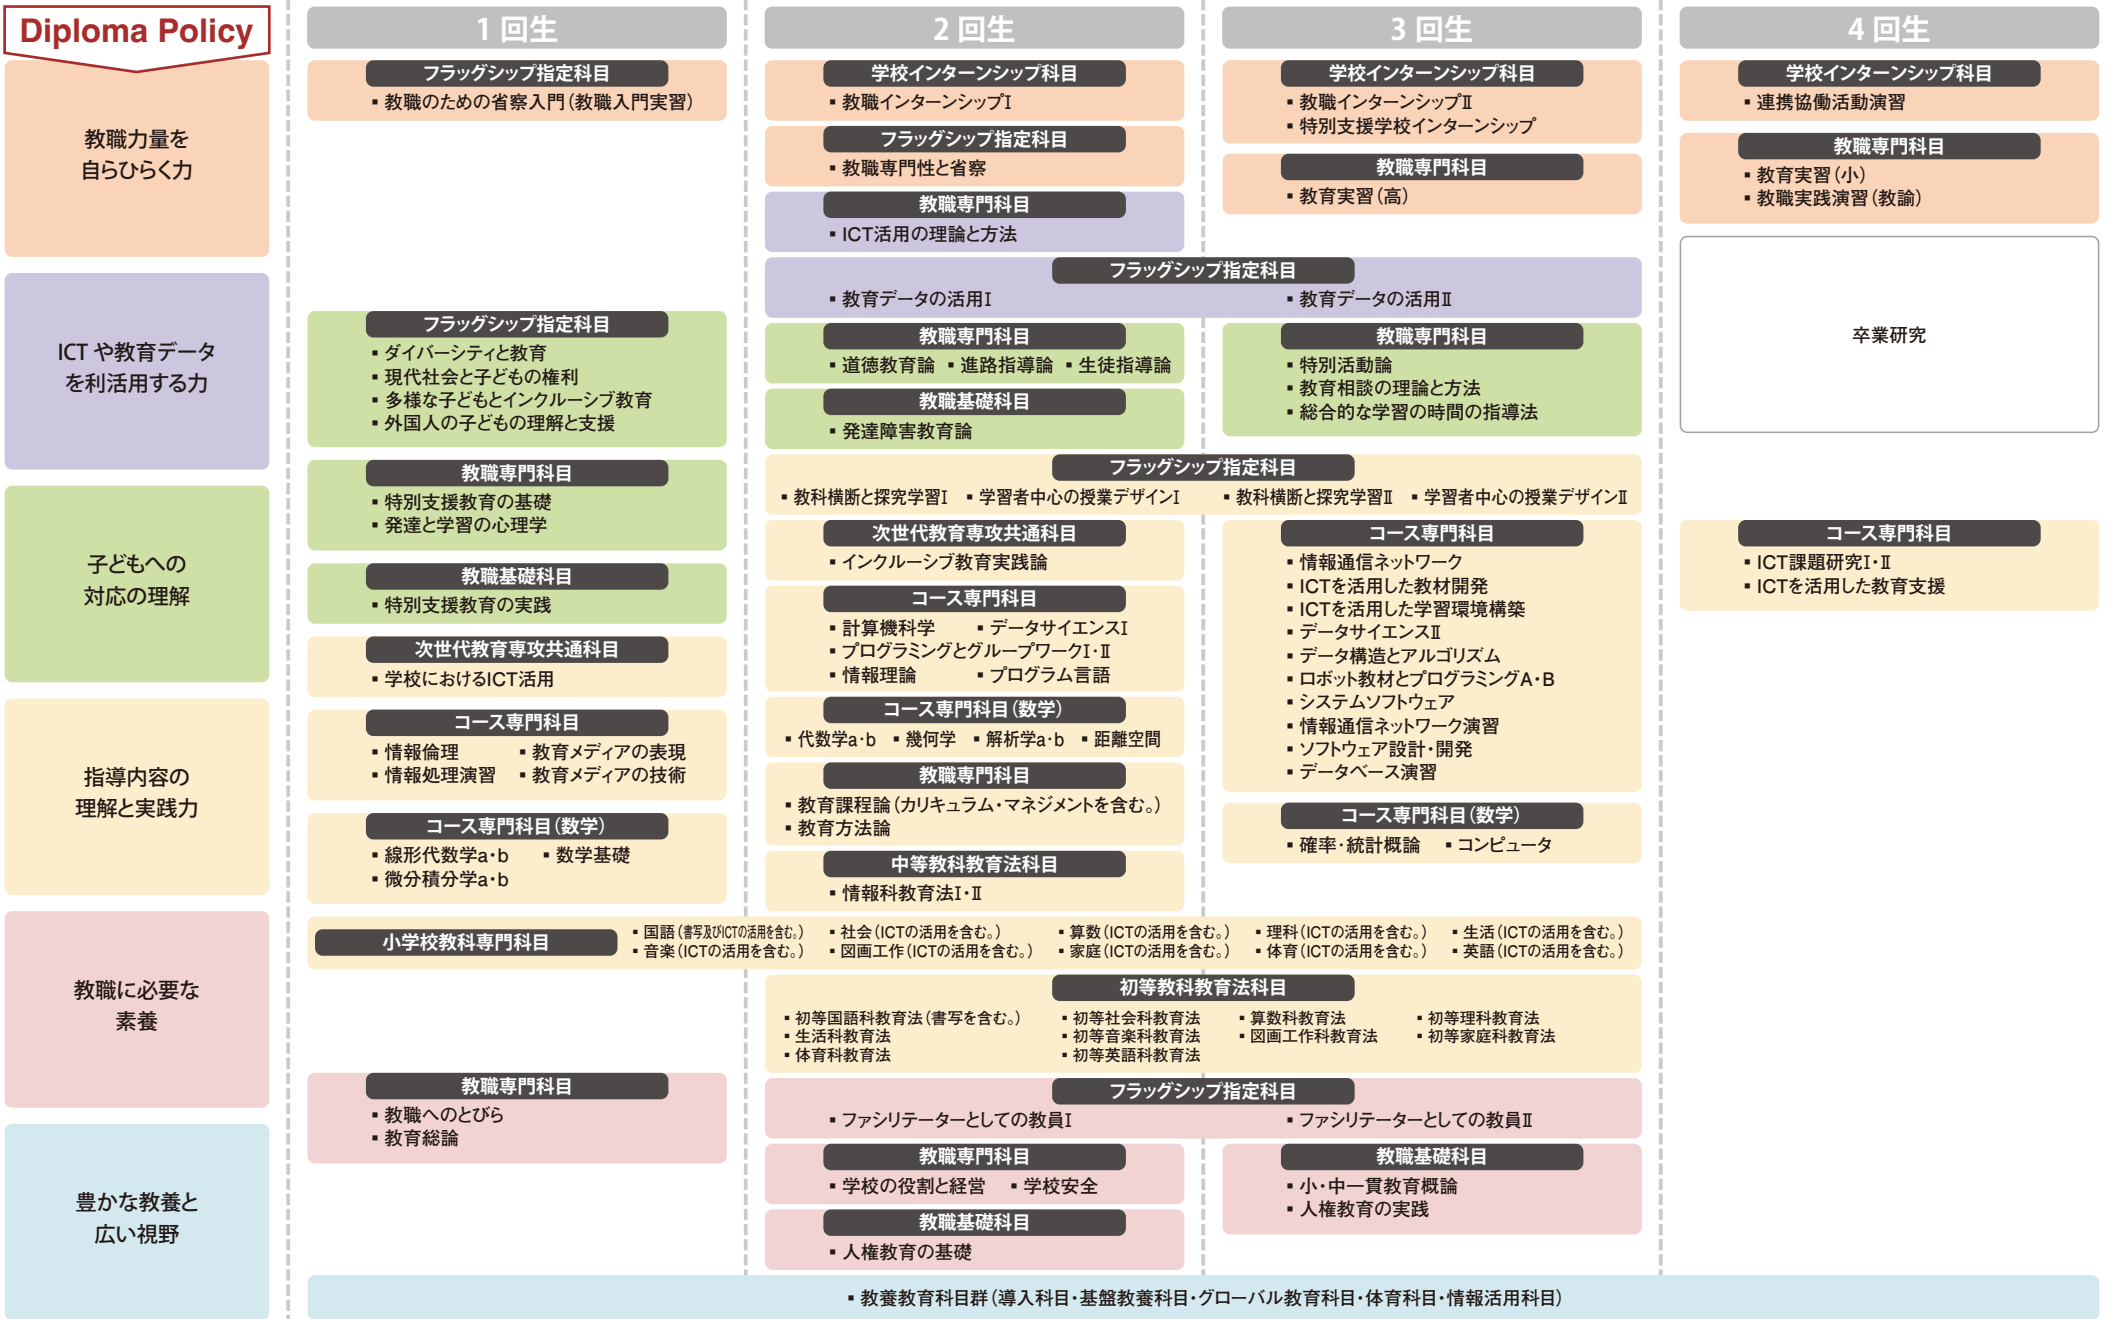 Diploma Policy
1 回生
2 回生
3 回生
4 回生
教職力量を
自らひらく力
ICT や教育データ
を利活用する力
子どもへの
対応の理解
指導内容の
理解と実践力
教職に必要な
素養
豊かな教養と
広い視野
フラッグシップ指定科目
▪ 教職のための省察入門（教職入門実習）
フラッグシップ指定科目
▪ ダイバーシティと教育
▪ 現代社会と子どもの権利
▪ 多様な子どもとインクルーシブ教育
▪ 外国人の子どもの理解と支援
教職専門科目
▪ 特別支援教育の基礎
▪ 発達と学習の心理学
教職基礎科目
▪ 特別支援教育の実践
次世代教育専攻共通科目
▪ 学校におけるICT活用
コース専門科目
▪ 情報倫理 ▪ 教育メディアの表現
▪ 情報処理演習 ▪ 教育メディアの技術
コース専門科目（数学）
▪ 線形代数学a・b ▪ 数学基礎
▪ 微分積分学a・b
学校インターンシップ科目
▪ 教職インターンシップⅠ
フラッグシップ指定科目
▪ 教職専門性と省察
教職専門科目
▪ ICT活用の理論と方法
フラッグシップ指定科目
▪ 教育データの活用Ⅰ ▪ 教育データの活用Ⅱ
教職専門科目
▪ 道徳教育論 ▪ 進路指導論 ▪ 生徒指導論
教職基礎科目
▪ 発達障害教育論
フラッグシップ指定科目
▪ 教科横断と探究学習Ⅰ ▪ 学習者中心の授業デザインⅠ ▪ 教科横断と探究学習Ⅱ ▪ 学習者中心の授業デザインⅡ
次世代教育専攻共通科目
▪ インクルーシブ教育実践論
コース専門科目
▪ 計算機科学 ▪ データサイエンスⅠ
▪ プログラミングとグループワークⅠ・Ⅱ
▪ 情報理論 ▪ プログラム言語
コース専門科目（数学）
▪ 代数学a・b ▪ 幾何学 ▪ 解析学a・b ▪ 距離空間
教職専門科目
▪ 教育課程論（カリキュラム・マネジメントを含む。）
▪ 教育方法論
中等教科教育法科目
▪ 情報科教育法Ⅰ・Ⅱ
学校インターンシップ科目
▪ 教職インターンシップⅡ
▪ 特別支援学校インターンシップ
教職専門科目
▪ 教育実習（高）
教職専門科目
▪ 特別活動論
▪ 教育相談の理論と方法
▪ 総合的な学習の時間の指導法
コース専門科目
▪ 情報通信ネットワーク
▪ ICTを活用した教材開発
▪ ICTを活用した学習環境構築
▪ データサイエンスⅡ
▪ データ構造とアルゴリズム
▪ ロボット教材とプログラミングA・B
▪ システムソフトウェア
▪ 情報通信ネットワーク演習
▪ ソフトウェア設計・開発
▪ データベース演習
コース専門科目（数学）
▪ 確率・統計概論 ▪ コンピュータ
学校インターンシップ科目
▪ 連携協働活動演習
教職専門科目
▪ 教育実習（小）
▪ 教職実践演習（教諭）
卒業研究
コース専門科目
▪ ICT課題研究Ⅰ・Ⅱ
▪ ICTを活用した教育支援
小学校教科専門科目
▪ 国語（書写及びICTの活用を含む。） ▪ 社会（ICTの活用を含む。） ▪ 算数（ICTの活用を含む。） ▪ 理科（ICTの活用を含む。） ▪ 生活（ICTの活用を含む。）
▪ 音楽（ICTの活用を含む。） ▪ 図画工作（ICTの活用を含む。） ▪ 家庭（ICTの活用を含む。） ▪ 体育（ICTの活用を含む。） ▪ 英語（ICTの活用を含む。）
初等教科教育法科目
▪ 初等国語科教育法（書写を含む。） ▪ 初等社会科教育法 ▪ 算数科教育法 ▪ 初等理科教育法
▪ 生活科教育法 ▪ 初等音楽科教育法 ▪ 図画工作科教育法 ▪ 初等家庭科教育法
▪ 体育科教育法 ▪ 初等英語科教育法
教職専門科目
▪ 教職へのとびら
▪ 教育総論
フラッグシップ指定科目
▪ ファシリテーターとしての教員Ⅰ ▪ ファシリテーターとしての教員Ⅱ
教職専門科目
▪ 学校の役割と経営 ▪ 学校安全
教職基礎科目
▪ 人権教育の基礎
教職基礎科目
▪ 小・中一貫教育概論
▪ 人権教育の実践
▪ 教養教育科目群（導入科目・基盤教養科目・グローバル教育科目・体育科目・情報活用科目）